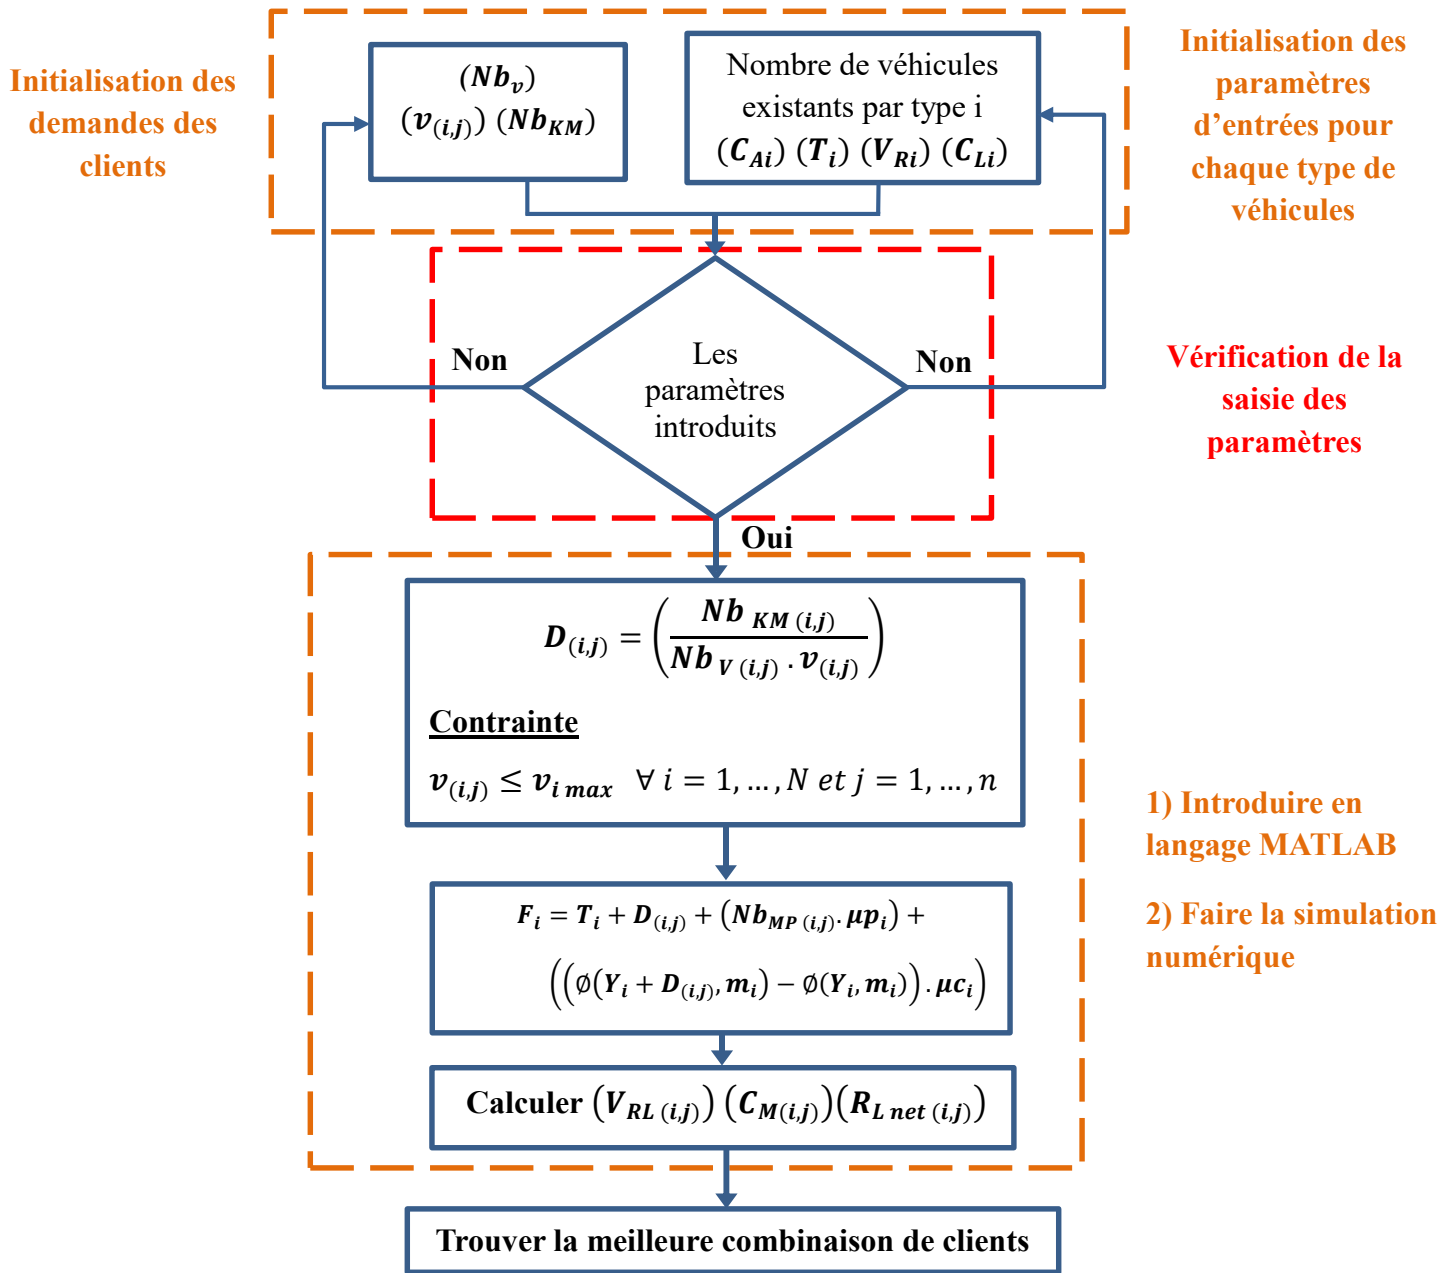 Initialisation des
demandes des
clients
(Nb_v)
(v_(i,j)) (Nb_KM)
Nombre de véhicules
existants par type i
(C_Ai) (T_i) (V_Ri) (C_Li)
Initialisation des
paramètres
d’entrées pour
chaque type de
véhicules
Non
Les
paramètres
introduits
Non
Vérification de la
saisie des
paramètres
Oui
D_(i,j) = (Nb_KM (i,j) / Nb_V (i,j) . v_(i,j))
Contrainte
v_(i,j) ≤ v_i max ∀ i = 1, … , N et j = 1, … , n
F_i = T_i + D_(i,j) + (Nb_MP (i,j) . μp_i) +
((∅(Y_i + D_(i,j), m_i) − ∅(Y_i, m_i)) . μc_i)
Calculer (V_RL (i,j)) (C_M(i,j)) (R_L net (i,j))
1) Introduire en
langage MATLAB
2) Faire la simulation
numérique
Trouver la meilleure combinaison de clients